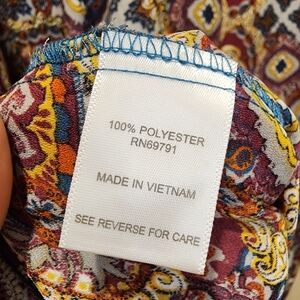 100% POLYESTER
RN69791
MADE IN VIETNAM
SEE REVERSE FOR CARE